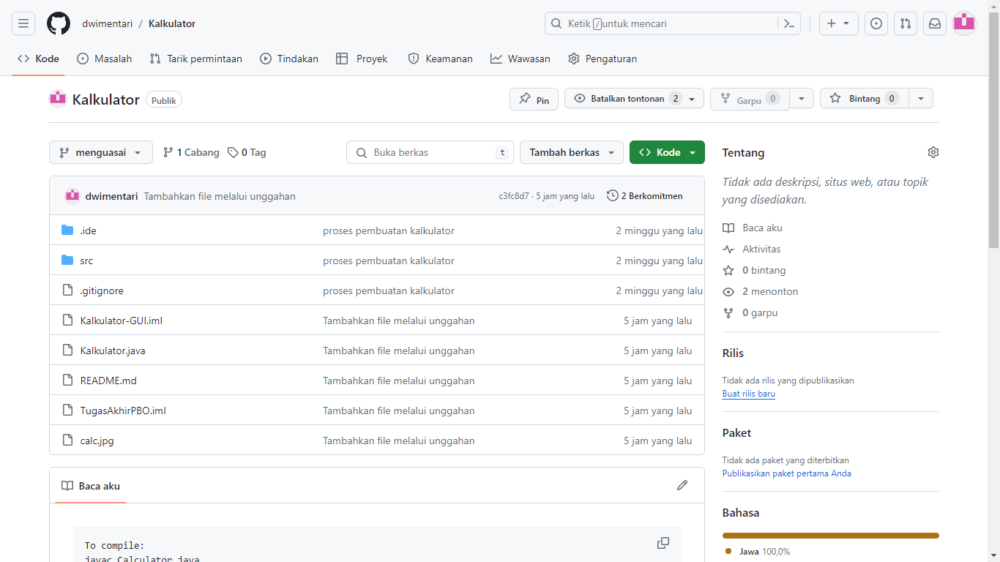 dwimentari / Kalkulator
Ketik / untuk mencari
Kode Masalah Tarik permintaan Tindakan Proyek Keamanan Wawasan Pengaturan
Kalkulator Publik
Pin Batalkan tontonan 2 Garpu 0 Bintang 0
menguasai 1 Cabang 0 Tag Buka berkas t Tambah berkas Kode
dwimentari Tambahkan file melalui unggahan c3fc8d7 · 5 jam yang lalu 2 Berkomitmen
.ide proses pembuatan kalkulator 2 minggu yang lalu
src proses pembuatan kalkulator 2 minggu yang lalu
.gitignore proses pembuatan kalkulator 2 minggu yang lalu
Kalkulator-GUI.iml Tambahkan file melalui unggahan 5 jam yang lalu
Kalkulator.java Tambahkan file melalui unggahan 5 jam yang lalu
README.md Tambahkan file melalui unggahan 5 jam yang lalu
TugasAkhirPBO.iml Tambahkan file melalui unggahan 5 jam yang lalu
calc.jpg Tambahkan file melalui unggahan 5 jam yang lalu
Baca aku
To compile:
javac Calculator.java
Tentang
Tidak ada deskripsi, situs web, atau topik
yang disediakan.
Baca aku
Aktivitas
0 bintang
2 menonton
0 garpu
Rilis
Tidak ada rilis yang dipublikasikan
Buat rilis baru
Paket
Tidak ada paket yang diterbitkan
Publikasikan paket pertama Anda
Bahasa
Jawa 100,0%